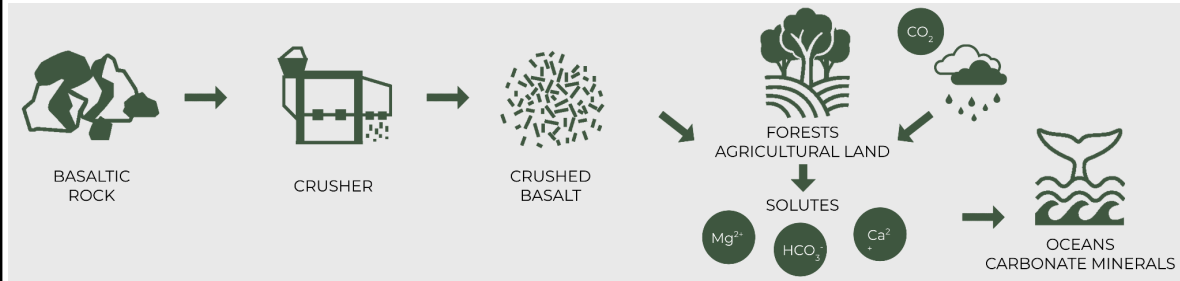 BASALTIC
ROCK
CRUSHER
CRUSHED
BASALT
CO₂
FORESTS
AGRICULTURAL LAND
SOLUTES
Mg²⁺
HCO₃⁻
Ca²
⁺
OCEANS
CARBONATE MINERALS